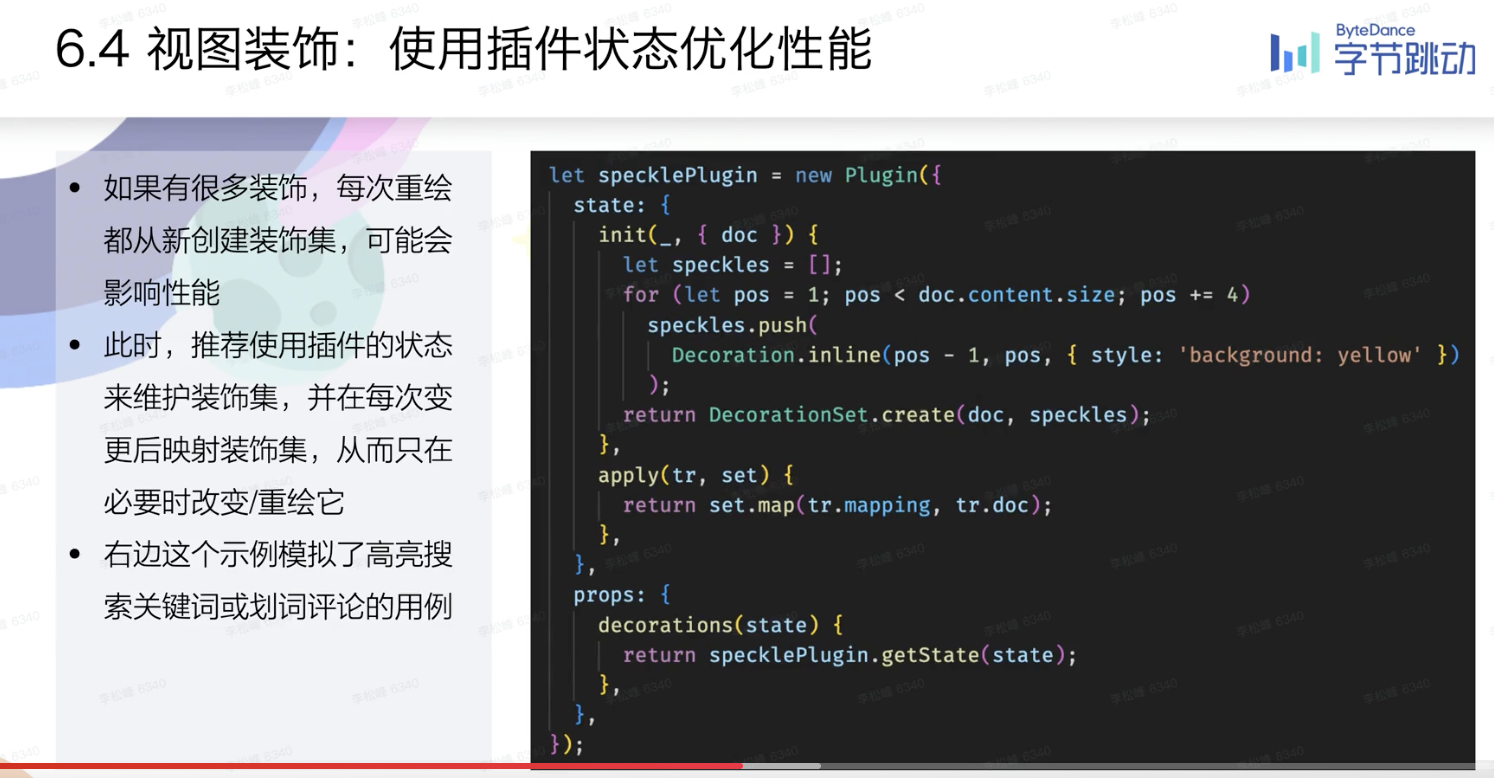 6.4 视图装饰：使用插件状态优化性能
ByteDance
字节跳动
• 如果有很多装饰，每次重绘
都从新创建装饰集，可能会
影响性能
• 此时，推荐使用插件的状态
来维护装饰集，并在每次变
更后映射装饰集，从而只在
必要时改变/重绘它
• 右边这个示例模拟了高亮搜
索关键词或划词评论的用例
let specklePlugin = new Plugin({
  state: {
    init(_, { doc }) {
      let speckles = [];
      for (let pos = 1; pos < doc.content.size; pos += 4)
        speckles.push(
          Decoration.inline(pos - 1, pos, { style: 'background: yellow' })
        );
      return DecorationSet.create(doc, speckles);
    },
    apply(tr, set) {
      return set.map(tr.mapping, tr.doc);
    },
  },
  props: {
    decorations(state) {
      return specklePlugin.getState(state);
    },
  },
});
李松峰 6340